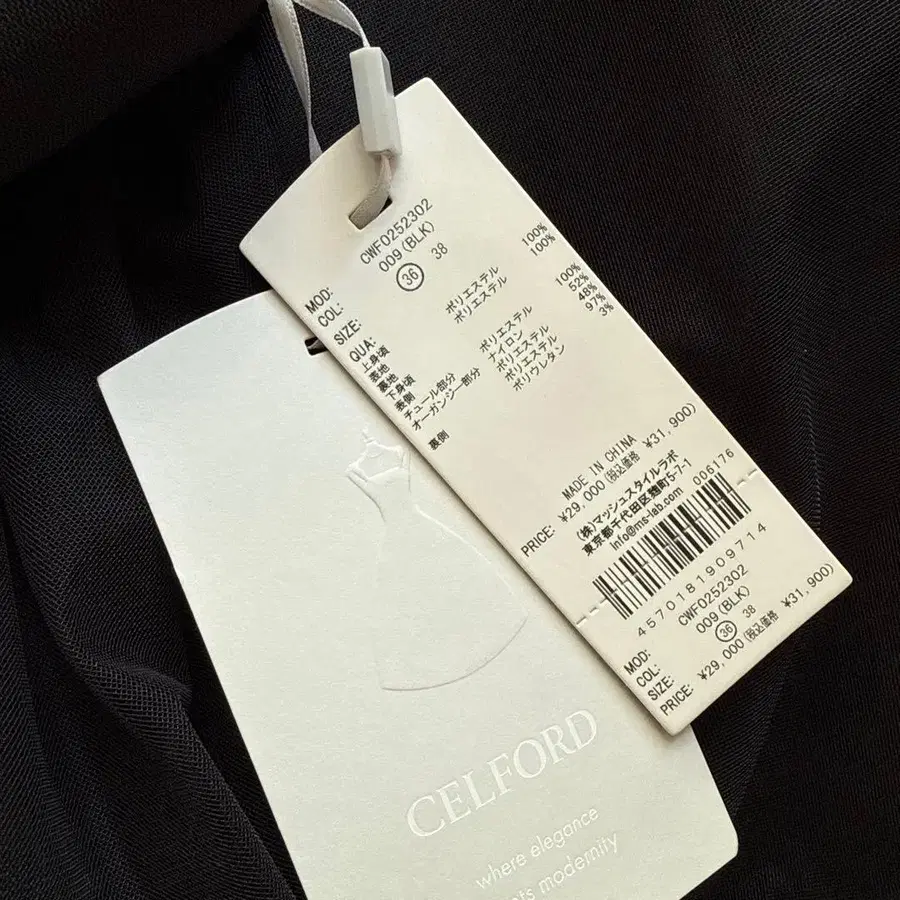 MOD: CWF0252302
COL: 009(BLK)
SIZE: 36 38
QUA:
上身頃
表地 ポリエステル 100%
裏地 ポリエステル 100%
下身頃
表側
チュール部分 ポリエステル 100%
オーガンジー部分 ナイロン 52%
ポリエステル 48%
裏側 ポリエステル 97%
ポリウレタン 3%
MADE IN CHINA
PRICE: ¥29,000(税込価格 ¥31,900)
(株)マッシュスタイルラボ
東京都千代田区麹町5-7-1
info@ms-lab.com 006176
4570181909714
MOD: CWF0252302
COL: 009(BLK)
SIZE: 36 38
PRICE: ¥29,000(税込価格 ¥31,900)
CELFORD
where elegance
modernity